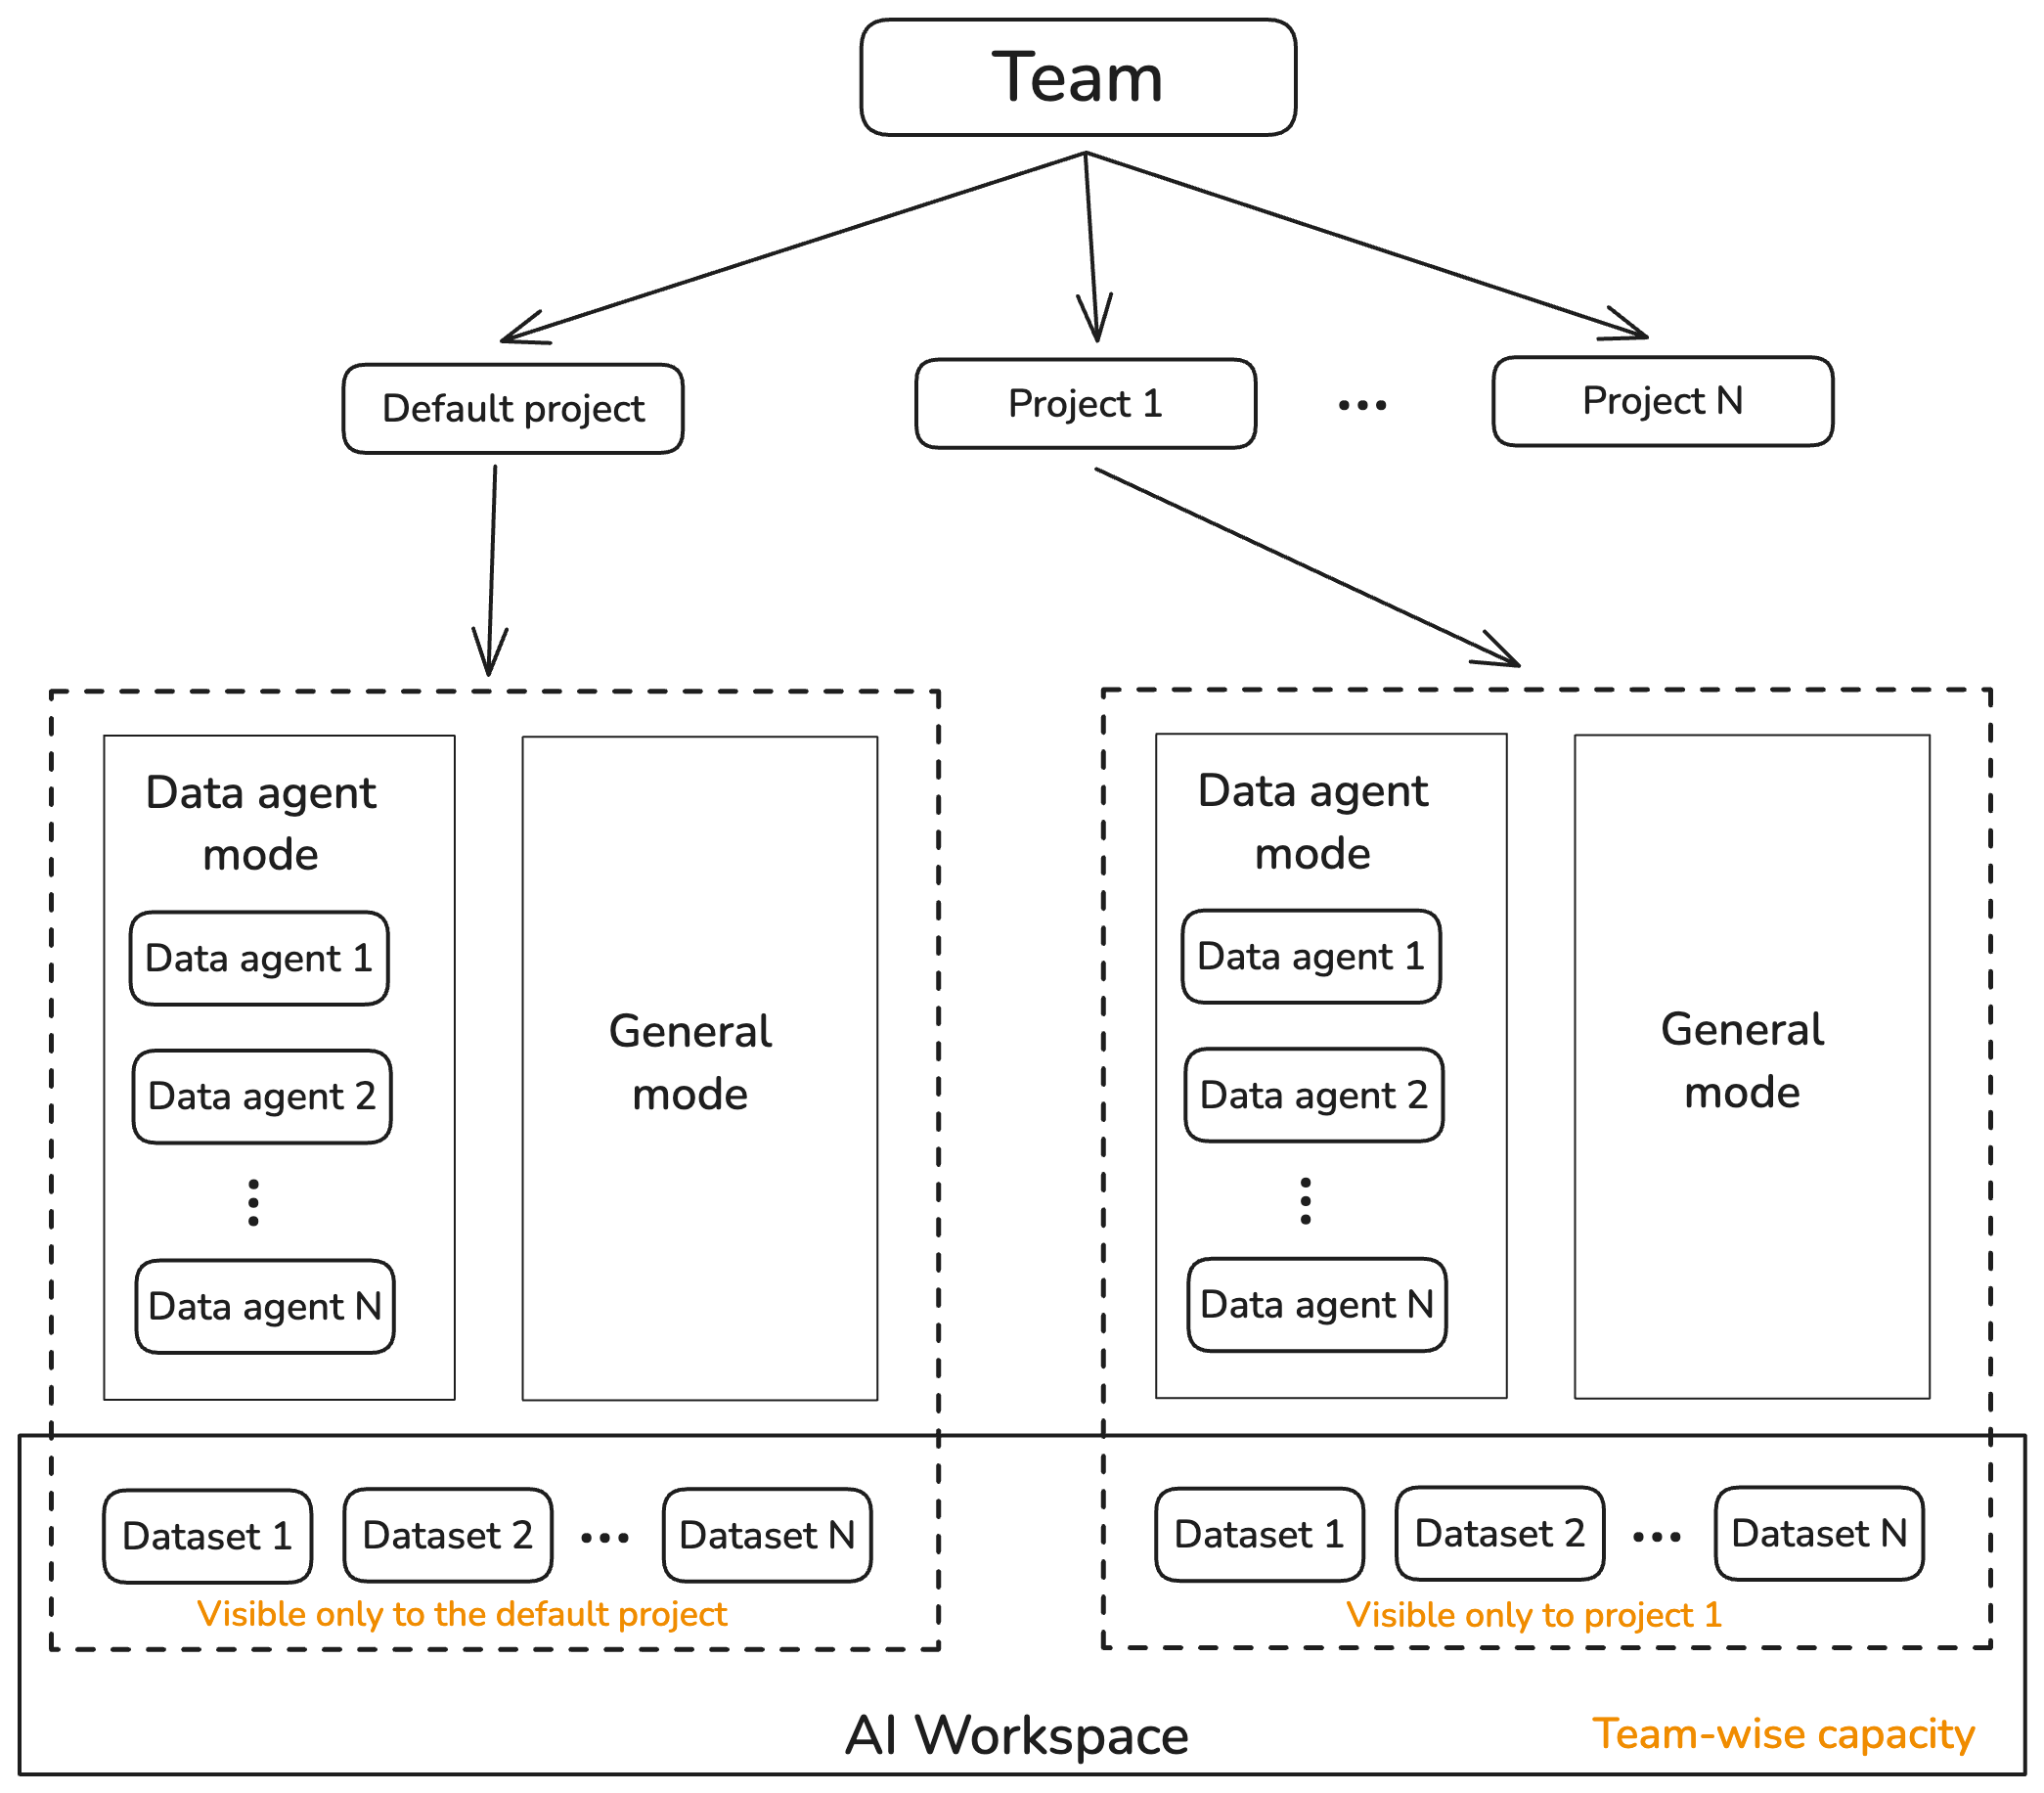 Team
Default project
Project 1
...
Project N
Data agent
mode
Data agent 1
Data agent 2
Data agent N
General
mode
Data agent
mode
Data agent 1
Data agent 2
Data agent N
General
mode
Dataset 1
Dataset 2
...
Dataset N
Visible only to the default project
Dataset 1
Dataset 2
...
Dataset N
Visible only to project 1
AI Workspace
Team-wise capacity